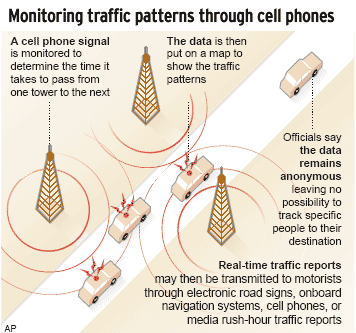 Monitoring traffic patterns through cell phones
A cell phone signal
is monitored to
determine the time it
takes to pass from
one tower to the next
The data is then
put on a map to
show the traffic
patterns
Officials say
the data
remains
anonymous
leaving no
possibility to
track specific
people to their
destination
Real-time traffic reports
may then be transmitted to motorists
through electronic road signs, onboard
navigation systems, cell phones, or
media rush-hour traffic reports
AP